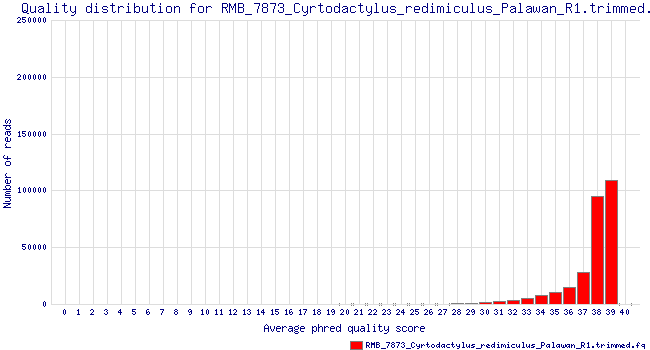 Quality distribution for RMB_7873_Cyrtodactylus_redimiculus_Palawan_R1.trimmed.
250000
200000
150000
100000
50000
0
Number of reads
0 1 2 3 4 5 6 7 8 9 10 11 12 13 14 15 16 17 18 19 20 21 22 23 24 25 26 27 28 29 30 31 32 33 34 35 36 37 38 39 40
Average phred quality score
RMB_7873_Cyrtodactylus_redimiculus_Palawan_R1.trimmed.fq